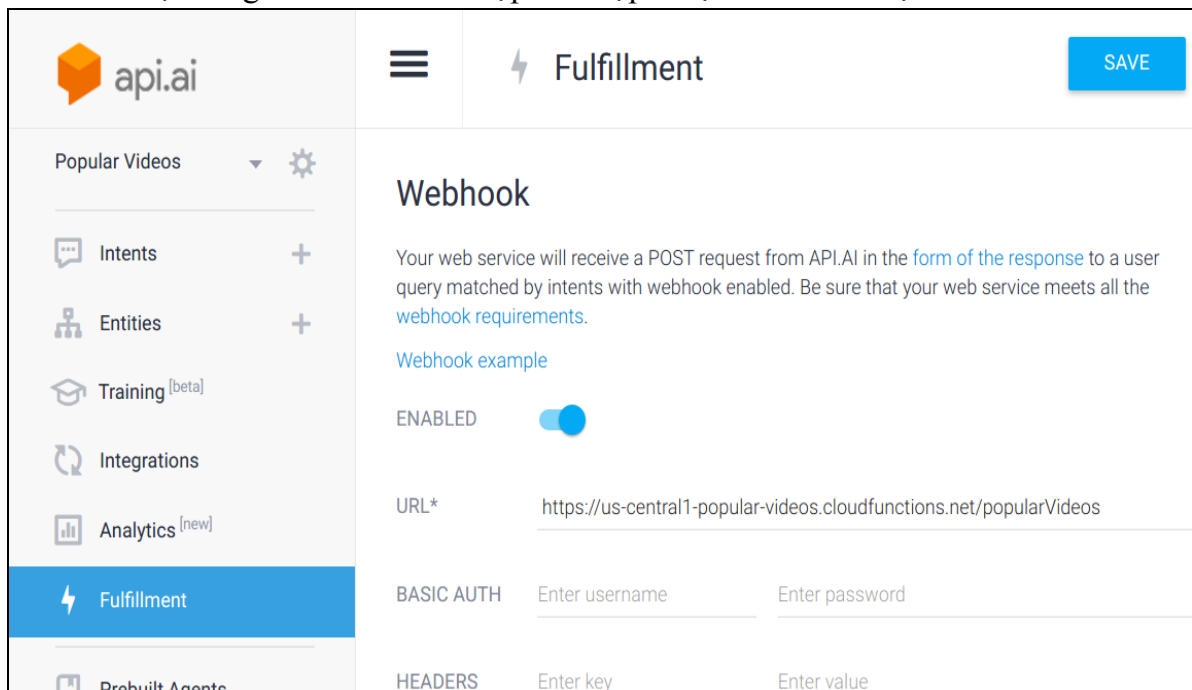 api.ai
Fulfillment
SAVE
Popular Videos
Intents
Entities
Training [beta]
Integrations
Analytics [new]
Fulfillment
Prebuilt Agents
Webhook
Your web service will receive a POST request from API.AI in the form of the response to a user
query matched by intents with webhook enabled. Be sure that your web service meets all the
webhook requirements.
Webhook example
ENABLED
URL* https://us-central1-popular-videos.cloudfunctions.net/popularVideos
BASIC AUTH Enter username Enter password
HEADERS Enter key Enter value